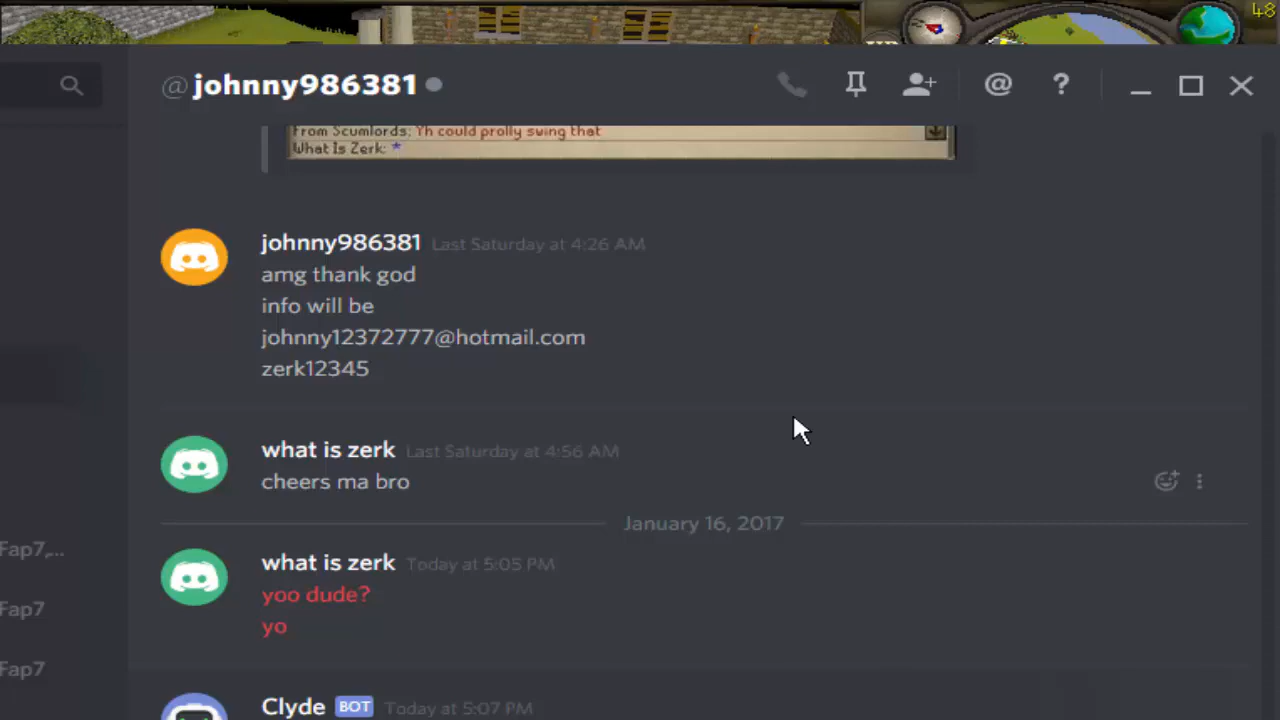 48
@johnny986381
From Scumlords: Yh could prolly swing that
What Is Zerk: *
johnny986381 Last Saturday at 4:26 AM
amg thank god
info will be
johnny12372777@hotmail.com
zerk12345
what is zerk Last Saturday at 4:56 AM
cheers ma bro
January 16, 2017
what is zerk Today at 5:05 PM
yoo dude?
yo
Fap7,...
Fap7
Fap7
Clyde BOT Today at 5:07 PM